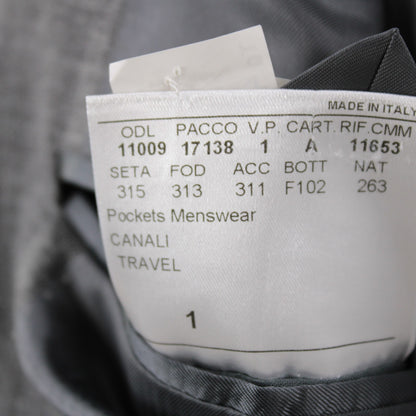 MADE IN ITALY
ODL PACCO V.P. CART. RIF.CMM
11009 17138 1 A 11653
SETA FOD ACC BOTT NAT
315 313 311 F102 263
Pockets Menswear
CANALI
TRAVEL
1